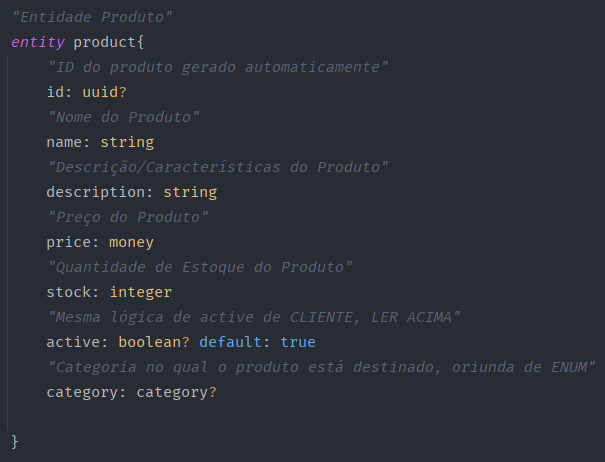 "Entidade Produto"
entity product{
"ID do produto gerado automaticamente"
id: uuid?
"Nome do Produto"
name: string
"Descrição/Características do Produto"
description: string
"Preço do Produto"
price: money
"Quantidade de Estoque do Produto"
stock: integer
"Mesma lógica de active de CLIENTE, LER ACIMA"
active: boolean? default: true
"Categoria no qual o produto está destinado, oriunda de ENUM"
category: category?
}